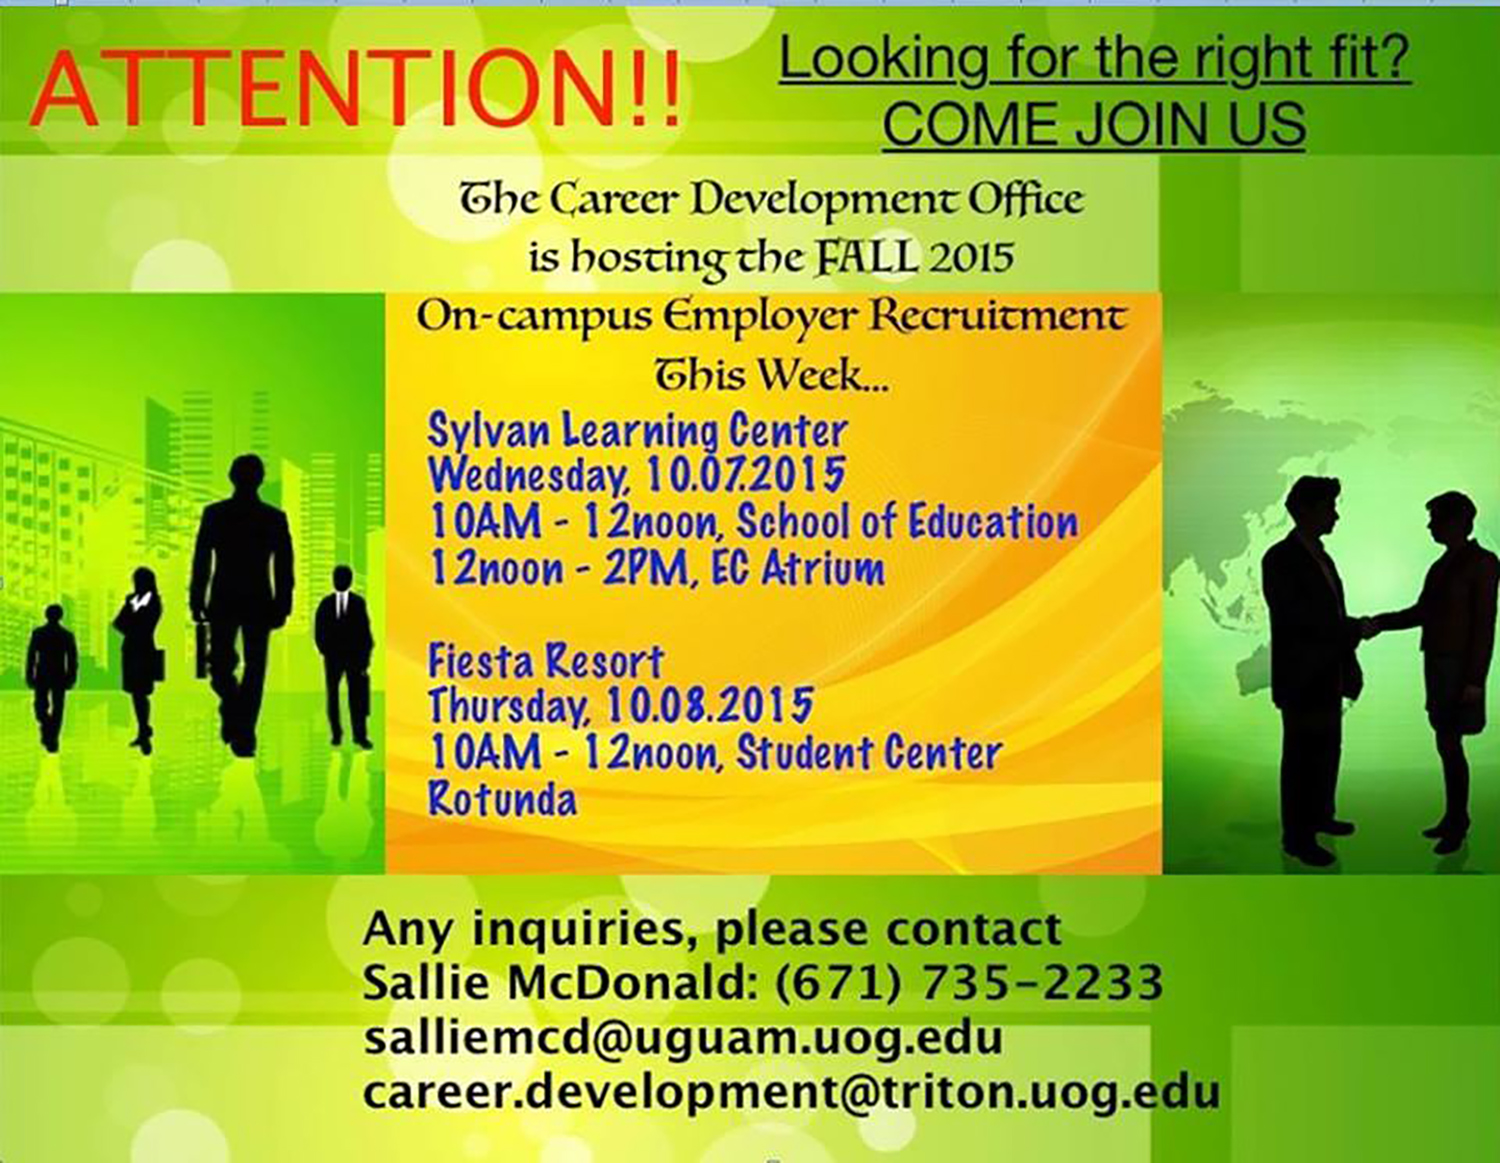 ATTENTION!!
Looking for the right fit?
COME JOIN US
The Career Development Office
is hosting the FALL 2015
On-campus Employer Recruitment
This Week...
Sylvan Learning Center
Wednesday, 10.07.2015
10AM - 12noon, School of Education
12noon - 2PM, EC Atrium
Fiesta Resort
Thursday, 10.08.2015
10AM - 12noon, Student Center
Rotunda
Any inquiries, please contact
Sallie McDonald: (671) 735-2233
salliemcd@uguam.uog.edu
career.development@triton.uog.edu